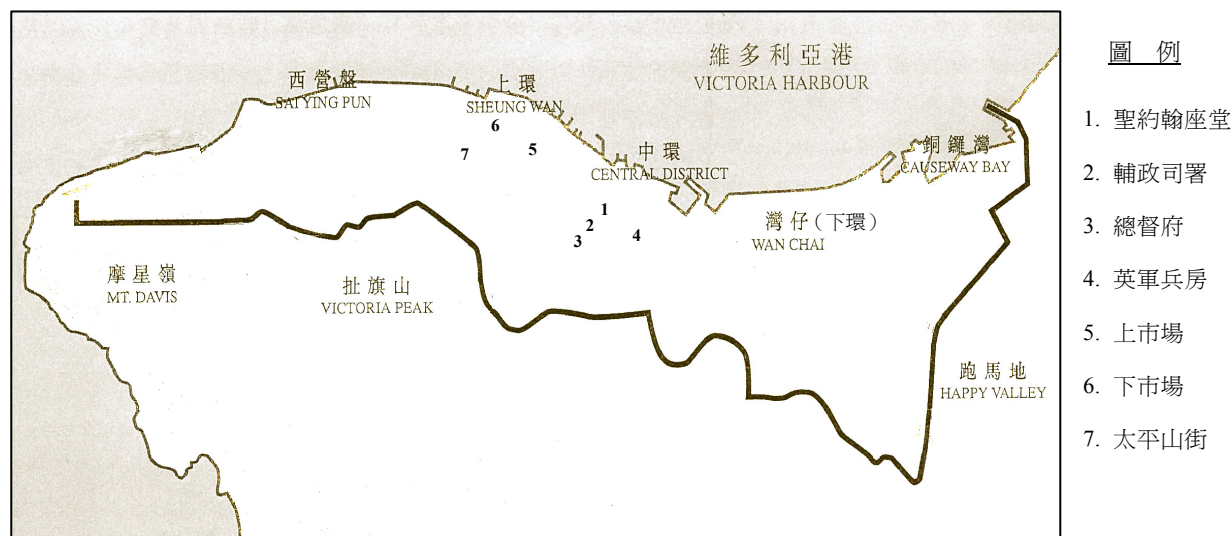 維多利亞港
VICTORIA HARBOUR
西營盤
SAI YING PUN
上環
SHEUNG WAN
6
7
5
中環
CENTRAL DISTRICT
銅鑼灣
CAUSEWAY BAY
1
2
3
4
灣仔(下環)
WAN CHAI
摩星嶺
MT. DAVIS
扯旗山
VICTORIA PEAK
跑馬地
HAPPY VALLEY
圖 例
1. 聖約翰座堂
2. 輔政司署
3. 總督府
4. 英軍兵房
5. 上市場
6. 下市場
7. 太平山街